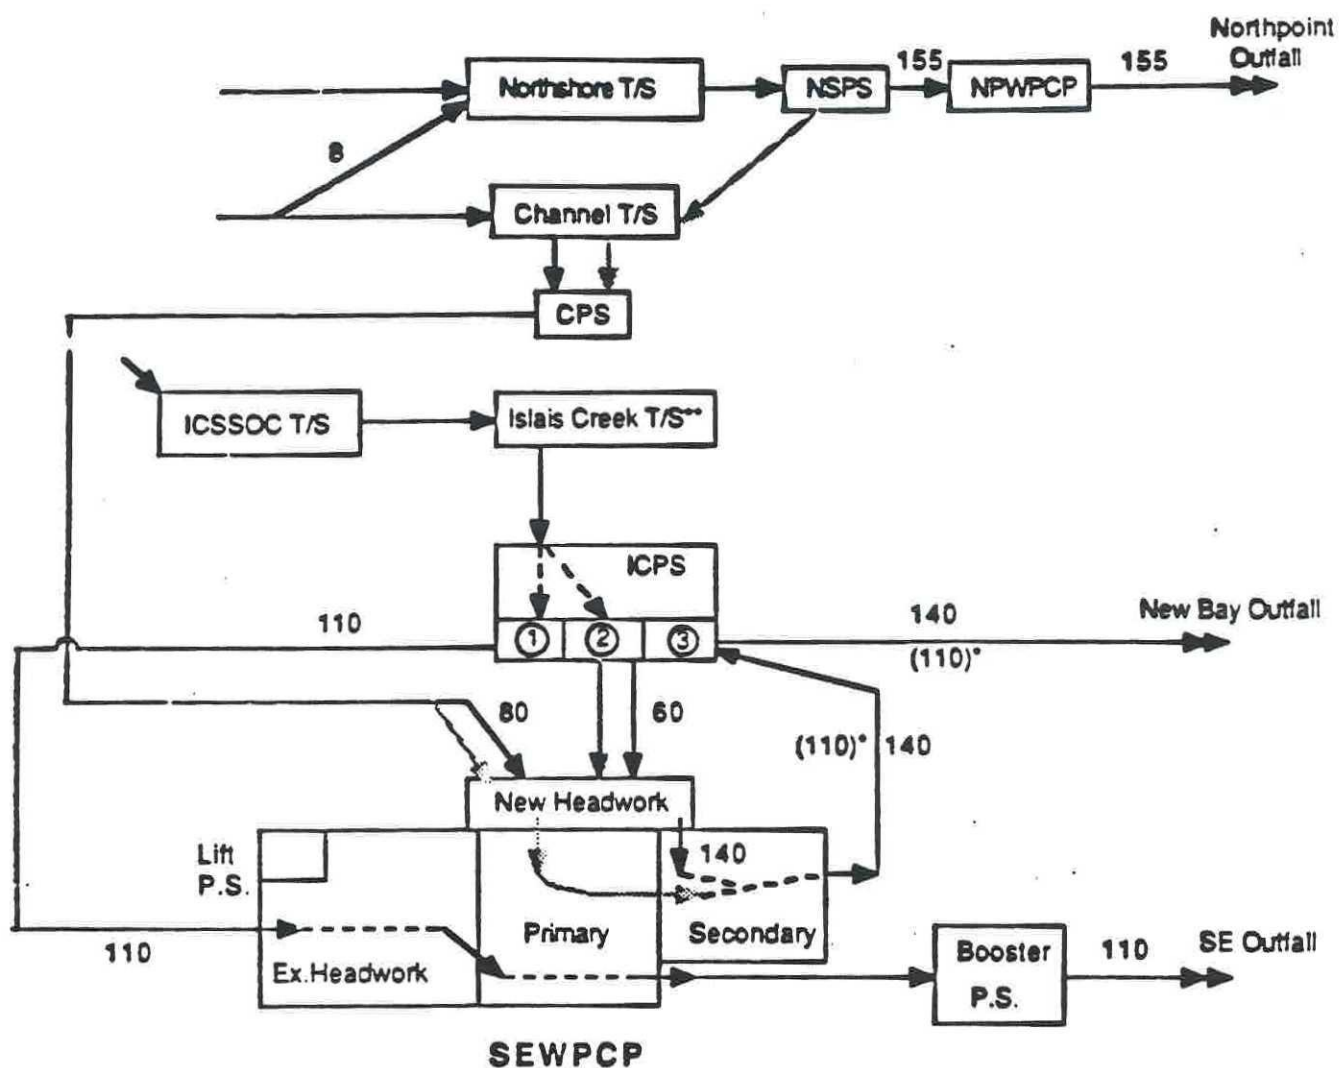 Northpoint
Outfall
155
155
Northshore T/S
NSPS
NPWPCP
8
Channel T/S
CPS
ICSSOC T/S
Islais Creek T/S**
ICPS
110
1
2
3
140
New Bay Outfall
(110)*
80
60
(110)*
140
New Headwork
Lift
P.S.
140
Primary
Secondary
110
Ex.Headwork
Booster
P.S.
110
SE Outfall
SEWPCP